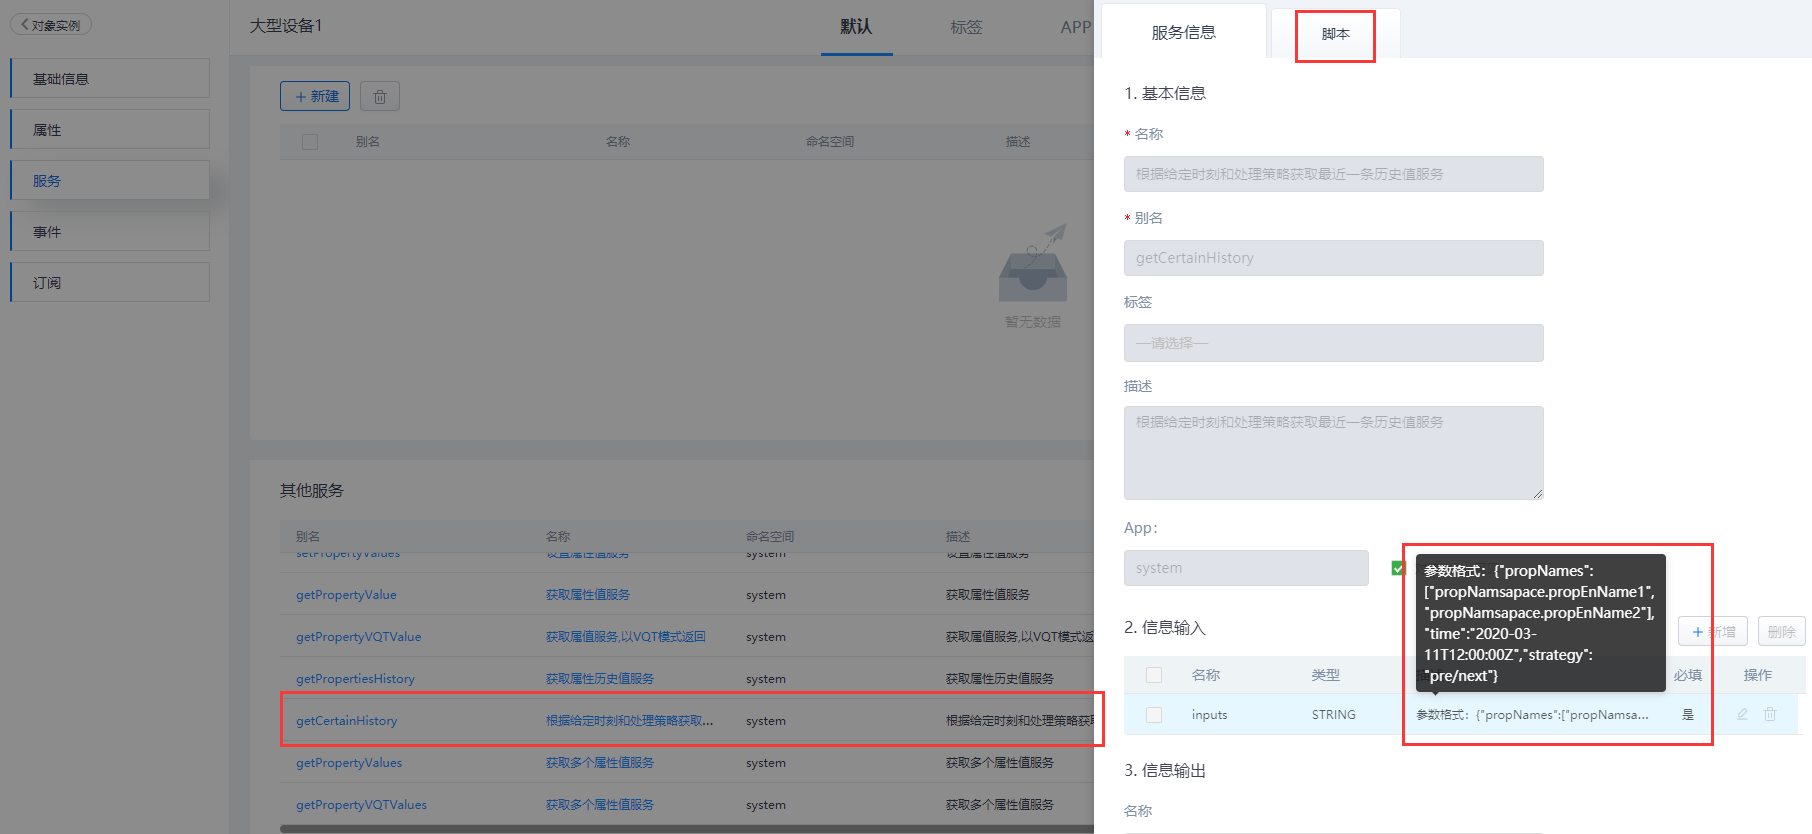 对象实例
基础信息
属性
服务
事件
订阅
大型设备1
默认
标签
APP
+ 新建
别名
名称
命名空间
描述
暂无数据
其他服务
别名
名称
命名空间
描述
setPropertyValues
设置属性值服务
system
设置属性值服务
getPropertyValue
获取属性值服务
system
获取属性值服务
getPropertyVQTValue
获取属值服务,以VQT模式返回
system
获取属值服务,以VQT模式返
getPropertiesHistory
获取属性历史值服务
system
获取属性历史值服务
getCertainHistory
根据给定时刻和处理策略获取...
system
根据给定时刻和处理策略获
getPropertyValues
获取多个属性值服务
system
获取多个属性值服务
getPropertyVQTValues
获取多个属性值服务
system
获取多个属性值服务
服务信息
脚本
1. 基本信息
* 名称
根据给定时刻和处理策略获取最近一条历史值服务
* 别名
getCertainHistory
标签
—请选择—
描述
根据给定时刻和处理策略获取最近一条历史值服务
App：
system
参数格式：{"propNames":
["propNamsapace.propEnName1",
"propNamsapace.propEnName2"],
"time":"2020-03-
11T12:00:00Z","strategy":
"pre/next"}
2. 信息输入
+ 新增
删除
名称
类型
必填
操作
inputs
STRING
参数格式：{"propNames":["propNamsa...
是
3. 信息输出
名称